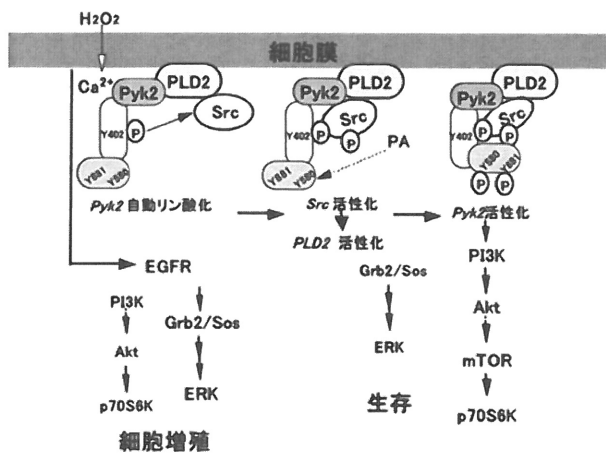 H2O2
細胞膜
Ca2+
Pyk2
PLD2
Src
Y402
P
Y881
Y580
Pyk2 自動リン酸化
Pyk2
PLD2
Src
Y402
P
P
Y881
Y580
PA
Src 活性化
PLD2 活性化
Pyk2
PLD2
Src
Y402
P
P
Y580
Y881
P
P
Pyk2活性化
EGFR
PI3K
Akt
p70S6K
Grb2/Sos
ERK
細胞増殖
Grb2/Sos
ERK
生存
PI3K
Akt
mTOR
p70S6K